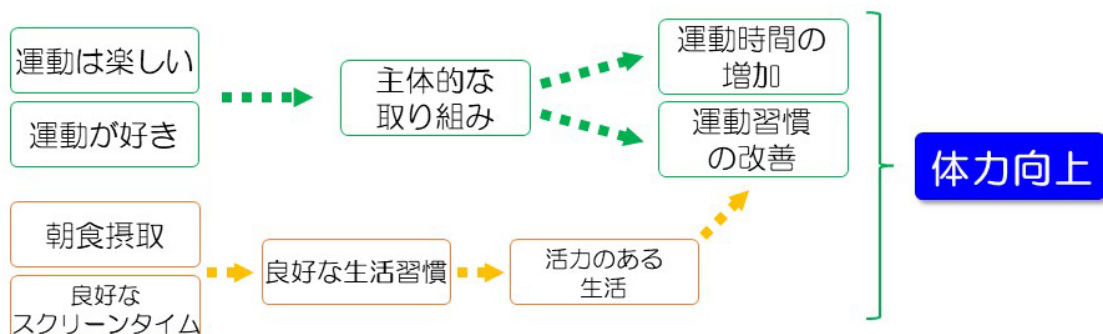 運動は楽しい
運動が好き
主体的な
取り組み
運動時間の
増加
運動習慣
の改善
体力向上
朝食摂取
良好な
スクリーンタイム
良好な生活習慣
活力のある
生活